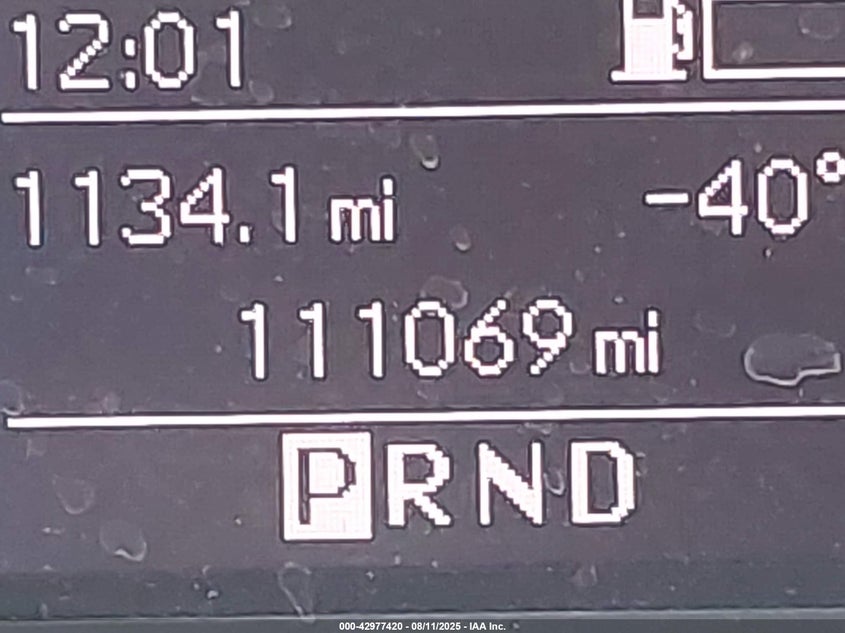 12:01
1134.1 mi -40°
111069 mi
PRND
000-42977420 - 08/11/2025 - IAA Inc.